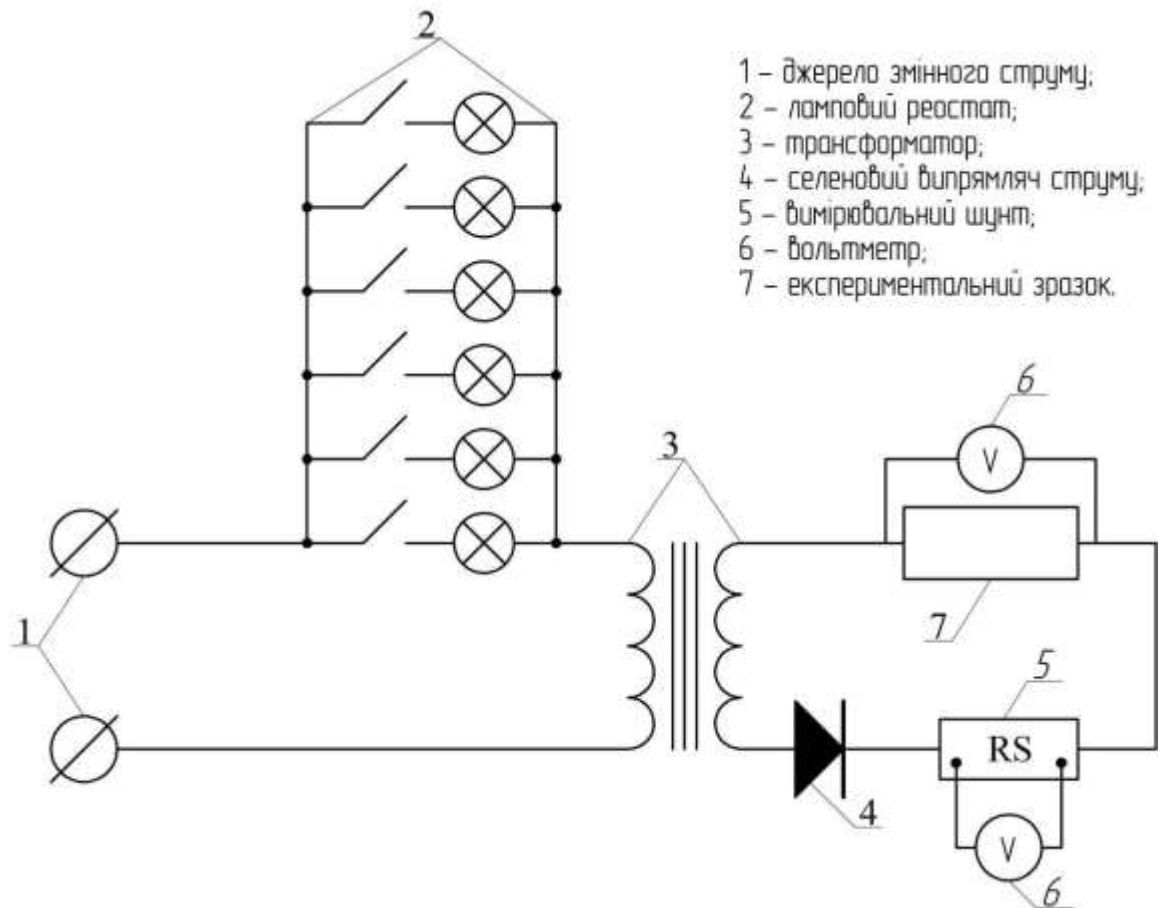 2
1 – джерело змінного струму;
2 – ламповий реостат;
3 – трансформатор;
4 – селеновий випрямляч струму;
5 – вимірювальний шунт;
6 – вольтметр;
7 – експериментальний зразок.
6
V
3
7
1
5
RS
4
V
6